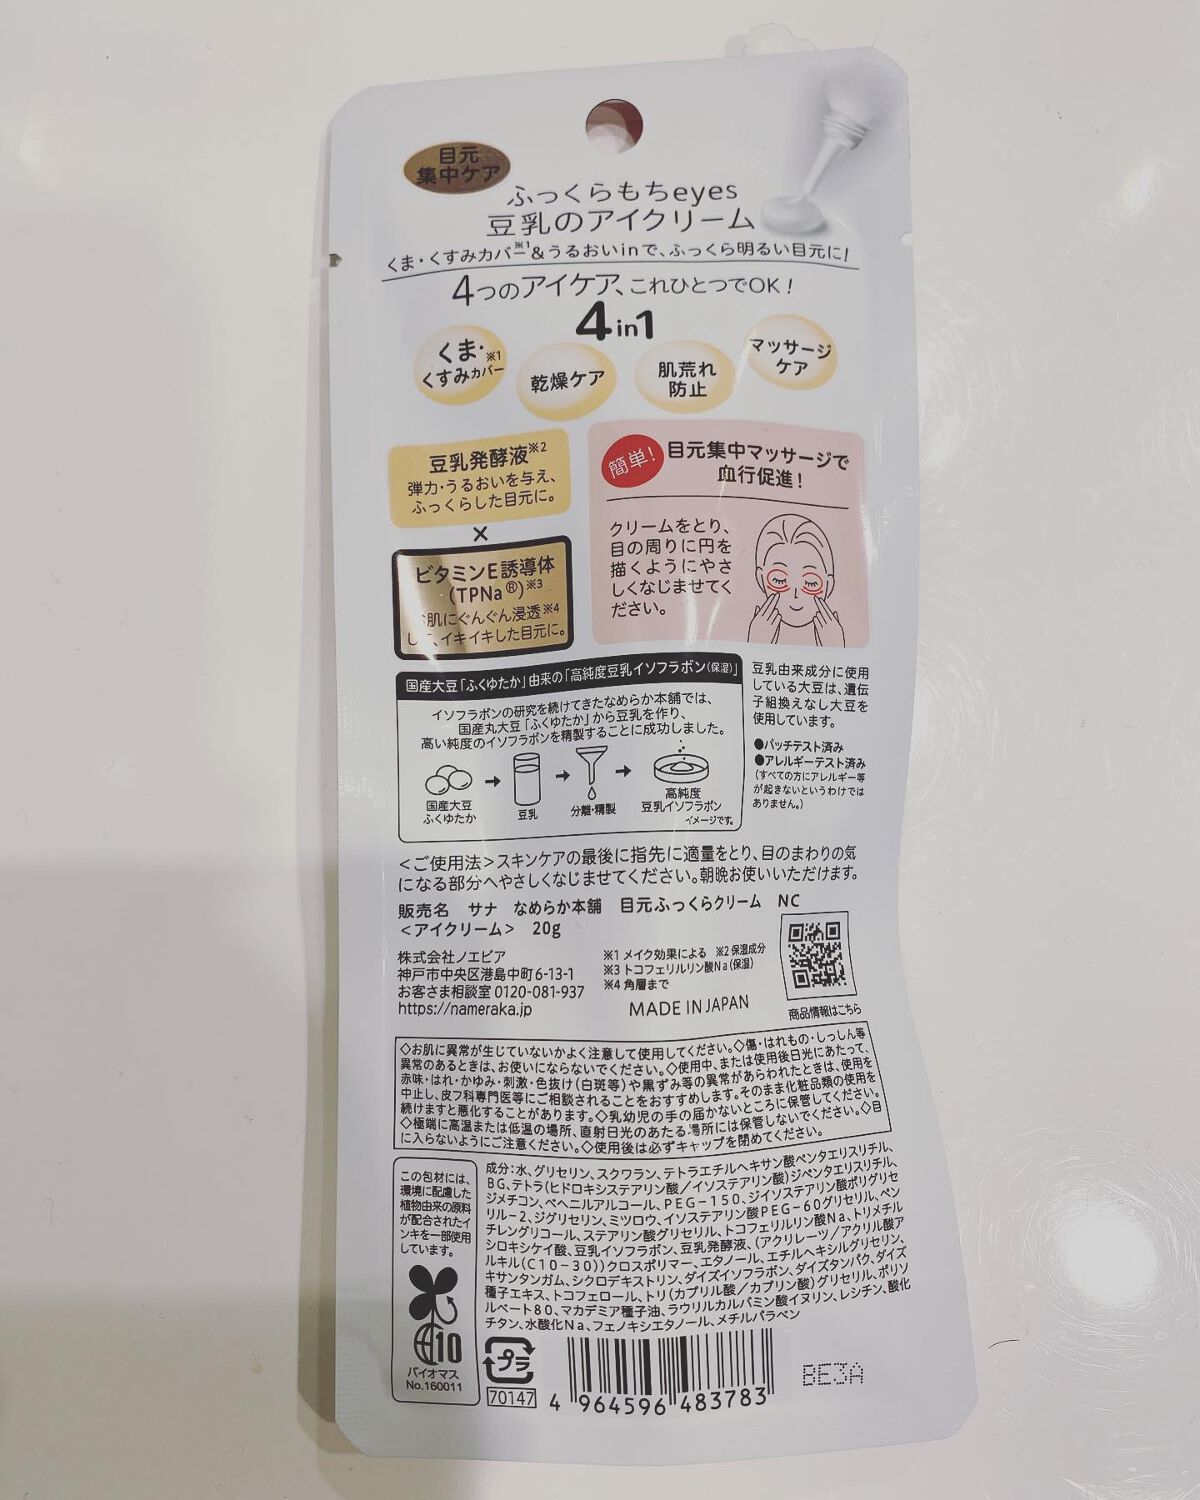 目元
集中ケア
ふっくらもちeyes
豆乳のアイクリーム
くま・くすみカバー※1&うるおいinで、ふっくら明るい目元に!
4つのアイケア、これひとつでOK!
4in1
くま・
くすみカバー※1
乾燥ケア
肌荒れ
防止
マッサージ
ケア
豆乳発酵液※2
弾力・うるおいを与え、
ふっくらした目元に。
×
ビタミンE誘導体
(TPNa®)※3
お肌にぐんぐん浸透※4
して、イキイキした目元に。
簡単!
目元集中マッサージで
血行促進!
クリームをとり、
目の周りに円を
描くようにやさ
しくなじませてく
ださい。
国産大豆「ふくゆたか」由来の「高純度豆乳イソフラボン(保湿)」
イソフラボンの研究を続けてきたなめらか本舗では、
国産丸大豆「ふくゆたか」から豆乳を作り、
高い純度のイソフラボンを精製することに成功しました。
国産大豆
ふくゆたか
豆乳
分離・精製
高純度
豆乳イソフラボン
イメージです。
豆乳由来成分に使用
している大豆は、遺伝
子組換えなし大豆を
使用しています。
●パッチテスト済み
●アレルギーテスト済み
(すべての方にアレルギー等
が起きないというわけでは
ありません。)
<ご使用法>スキンケアの最後に指先に適量をとり、目のまわりの気
になる部分へやさしくなじませてください。朝晩お使いいただけます。
販売名 サナ なめらか本舗 目元ふっくらクリーム NC
<アイクリーム> 20g
株式会社ノエビア
神戸市中央区港島中町6-13-1
お客さま相談室0120-081-937
https://nameraka.jp
※1 メイク効果による ※2 保湿成分
※3 トコフェリルリン酸Na(保湿)
※4 角層まで
MADE IN JAPAN
商品情報はこちら
◇お肌に異常が生じていないかよく注意して使用してください。◇傷・はれもの・しっしん等
異常のあるときは、お使いにならないでください。◇使用中、または使用後日光にあたって、
赤味・はれ・かゆみ・刺激・色抜け(白斑等)や黒ずみ等の異常があらわれたときは、使用を
中止し、皮フ科専門医等にご相談されることをおすすめします。そのまま化粧品類の使用を
続けますと悪化することがあります。◇乳幼児の手の届かないところに保管してください。
◇極端に高温または低温の場所、直射日光のあたる場所には保管しないでください。◇目
に入らないようにご注意ください。◇使用後は必ずキャップを閉めてください。
この包材には、
環境に配慮した
植物由来の原料
が配合されたイ
ンキを一部使用
しています。
10
バイオマス
No.160011
成分:水、グリセリン、スクワラン、テトラエチルヘキサン酸ペンタエリスリチル、
BG、テトラ(ヒドロキシステアリン酸/イソステアリン酸)ジペンタエリスリチル、
ジメチコン、ベヘニルアルコール、PEG-150、ジイソステアリン酸ポリグリセ
リル-2、ジグリセリン、ミツロウ、イソステアリン酸PEG-60グリセリル、ペン
チレングリコール、ステアリン酸グリセリル、トコフェリルリン酸Na、トリメチル
シロキシケイ酸、豆乳イソフラボン、豆乳発酵液、(アクリレーツ/アクリル酸ア
ルキル(C10-30))クロスポリマー、エタノール、エチルヘキシルグリセリン、
キサンタンガム、シクロデキストリン、ダイズイソフラボン、ダイズタンパク、ダイズ
種子エキス、トコフェロール、トリ(カプリル酸/カプリン酸)グリセリル、ポリソ
ルベート80、マカデミア種子油、ラウリルカルバミン酸イヌリン、レシチン、酸化
チタン、水酸化Na、フェノキシエタノール、メチルパラベン
プラ
70147
4 964596 483783
BE3A